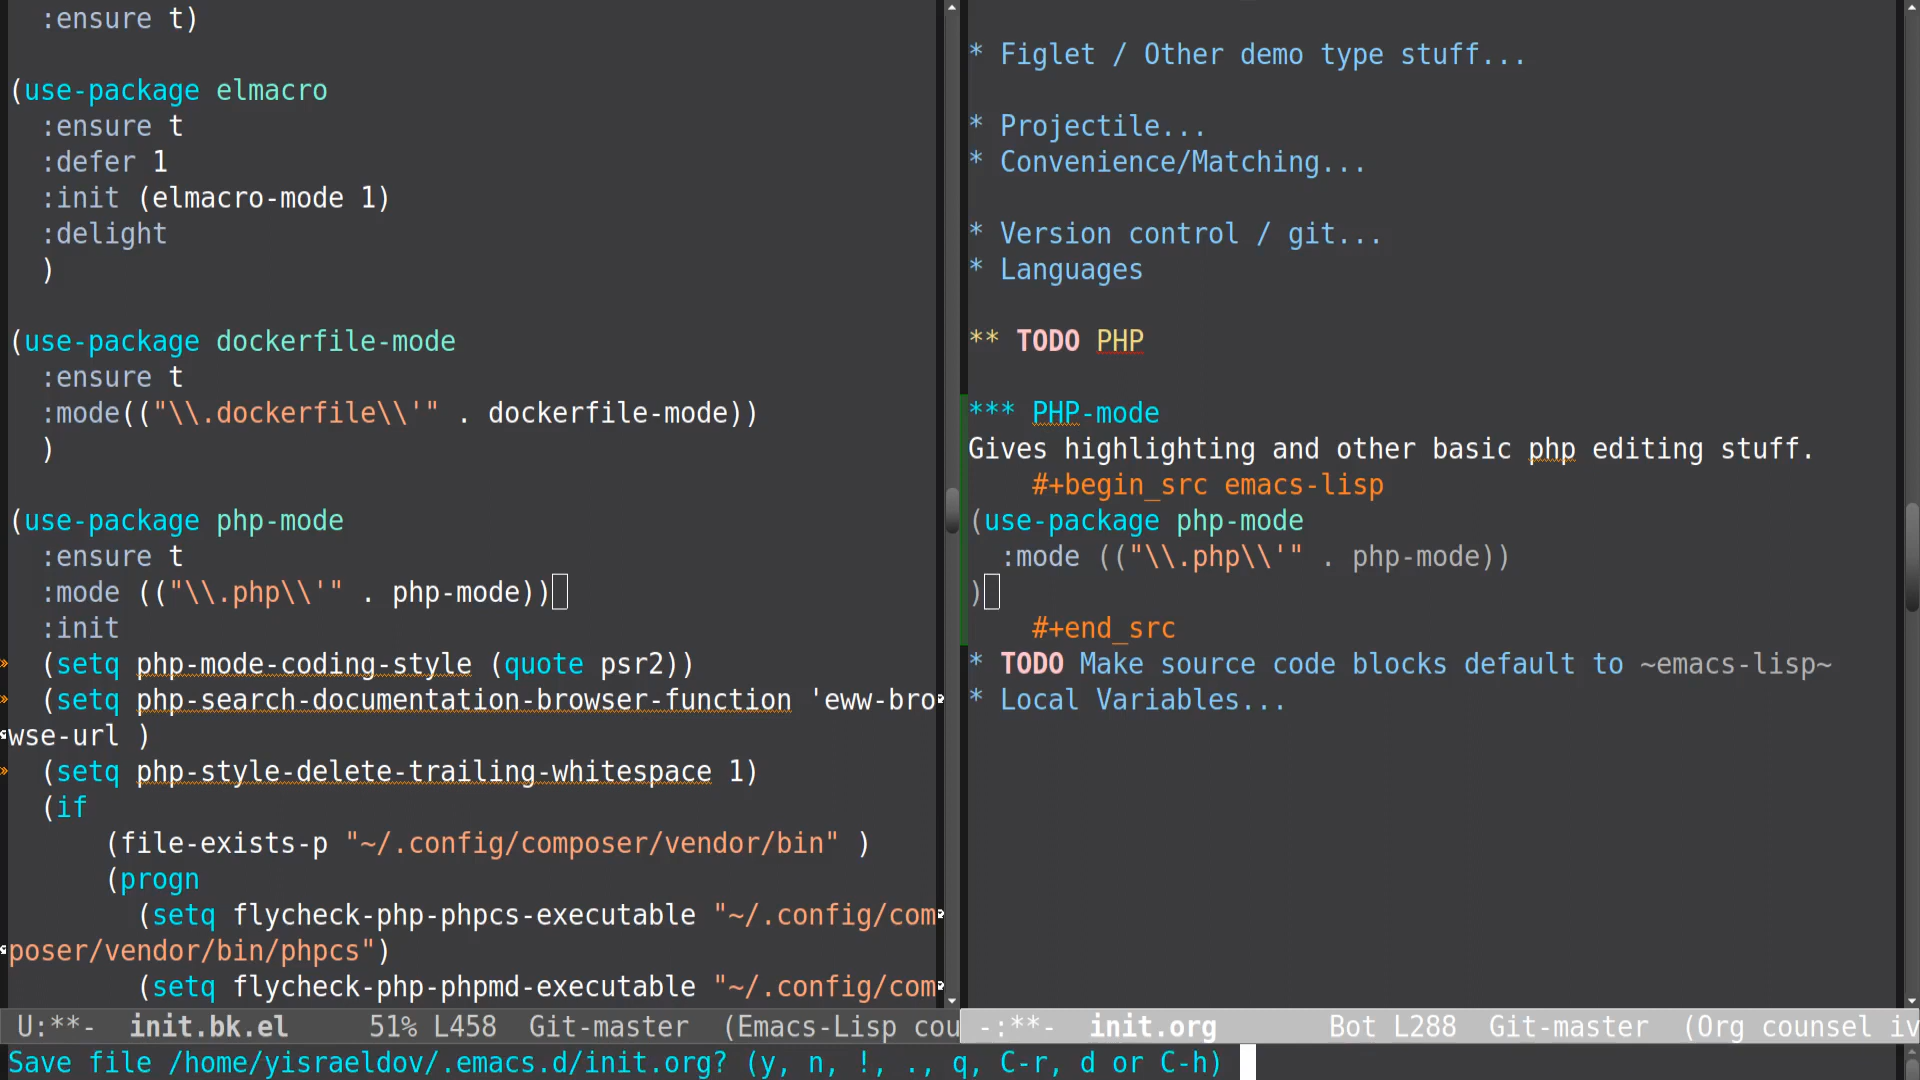 :ensure t)

(use-package elmacro
  :ensure t
  :defer 1
  :init (elmacro-mode 1)
  :delight
  )

(use-package dockerfile-mode
  :ensure t
  :mode(("\\.dockerfile\\'" . dockerfile-mode))
  )

(use-package php-mode
  :ensure t
  :mode (("\\.php\\'" . php-mode))
  :init
  (setq php-mode-coding-style (quote psr2))
  (setq php-search-documentation-browser-function 'eww-bro
wse-url )
  (setq php-style-delete-trailing-whitespace 1)
  (if
      (file-exists-p "~/.config/composer/vendor/bin" )
      (progn
        (setq flycheck-php-phpcs-executable "~/.config/com
poser/vendor/bin/phpcs")
        (setq flycheck-php-phpmd-executable "~/.config/com
U:**-  init.bk.el     51% L458  Git-master  (Emacs-Lisp cou
* Figlet / Other demo type stuff...

* Projectile...
* Convenience/Matching...

* Version control / git...
* Languages

** TODO PHP

*** PHP-mode
Gives highlighting and other basic php editing stuff.
    #+begin_src emacs-lisp
(use-package php-mode
  :mode (("\\.php\\'" . php-mode))
)
    #+end_src
* TODO Make source code blocks default to ~emacs-lisp~
* Local Variables...
-:**-  init.org       Bot L288  Git-master  (Org counsel iv
Save file /home/yisraeldov/.emacs.d/init.org? (y, n, !, ., q, C-r, d or C-h)